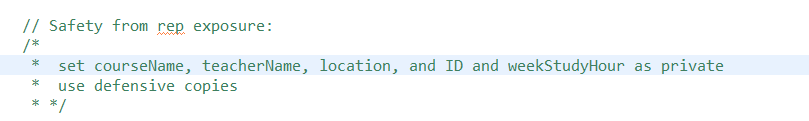 // Safety from rep exposure:
/*
* set courseName, teacherName, location, and ID and weekStudyHour as private
* use defensive copies
* */